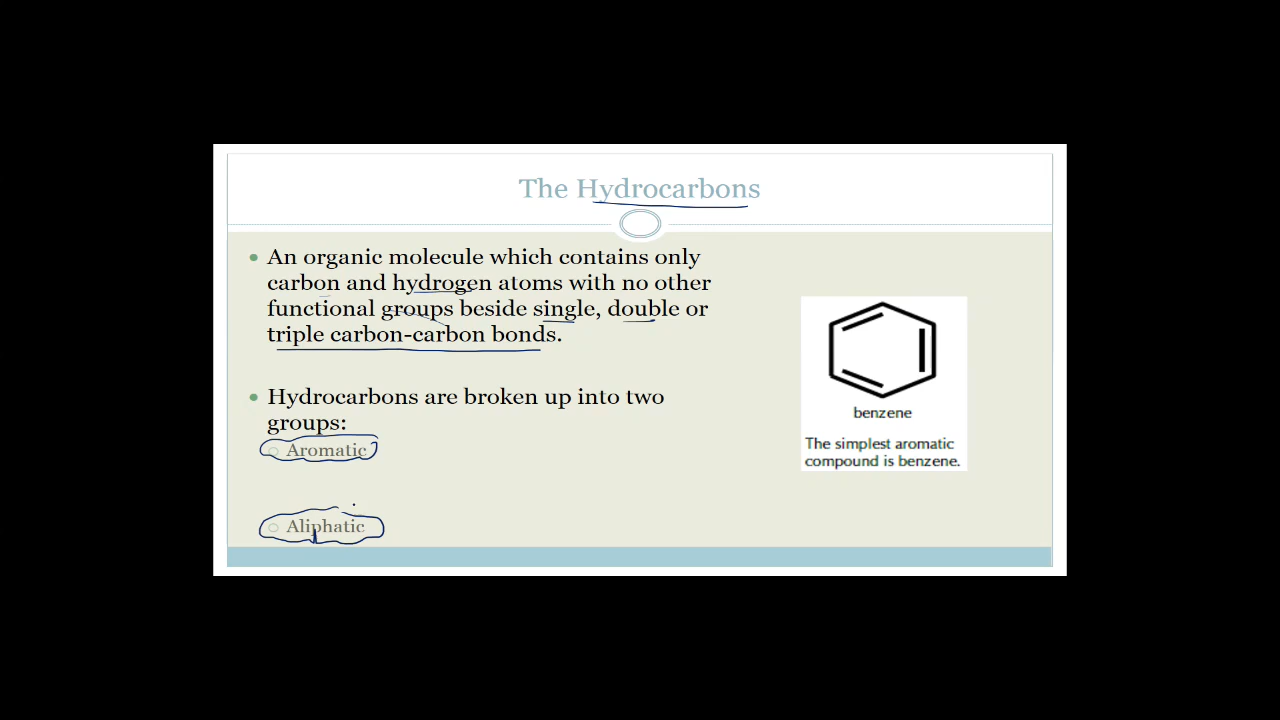 The Hydrocarbons
An organic molecule which contains only
carbon and hydrogen atoms with no other
functional groups beside single, double or
triple carbon-carbon bonds.
Hydrocarbons are broken up into two
groups:
Aromatic
Aliphatic
benzene
The simplest aromatic
compound is benzene.